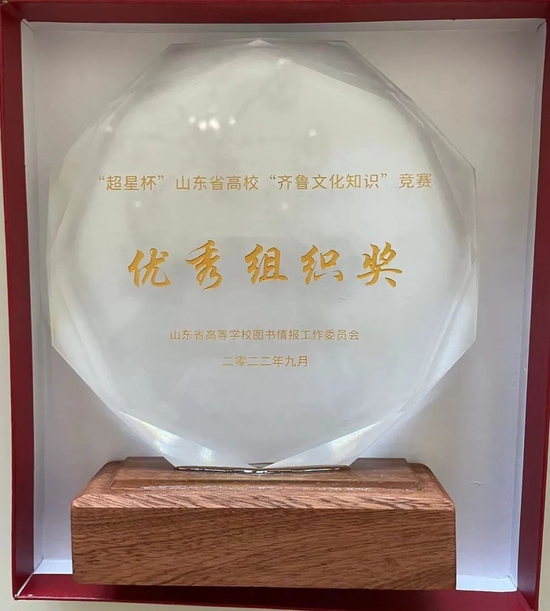 “超星杯”山东省高校“齐鲁文化知识”竞赛
优秀组织奖
山东省高等学校图书情报工作委员会
二零二二年九月